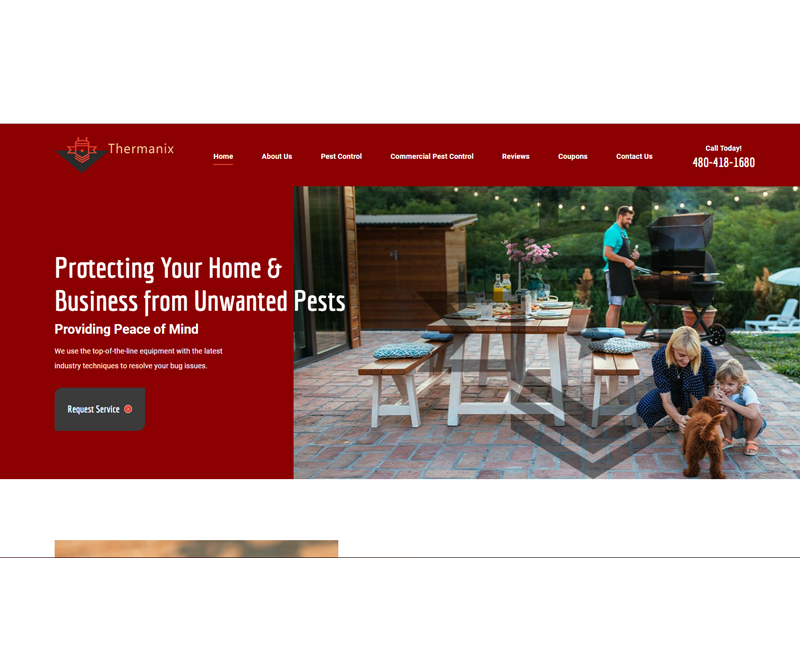 Thermanix
Home
About Us
Pest Control
Commercial Pest Control
Reviews
Coupons
Contact Us
Call Today!
480-418-1680
Protecting Your Home &
Business from Unwanted Pests
Providing Peace of Mind
We use the top-of-the-line equipment with the latest
industry techniques to resolve your bug issues.
Request Service